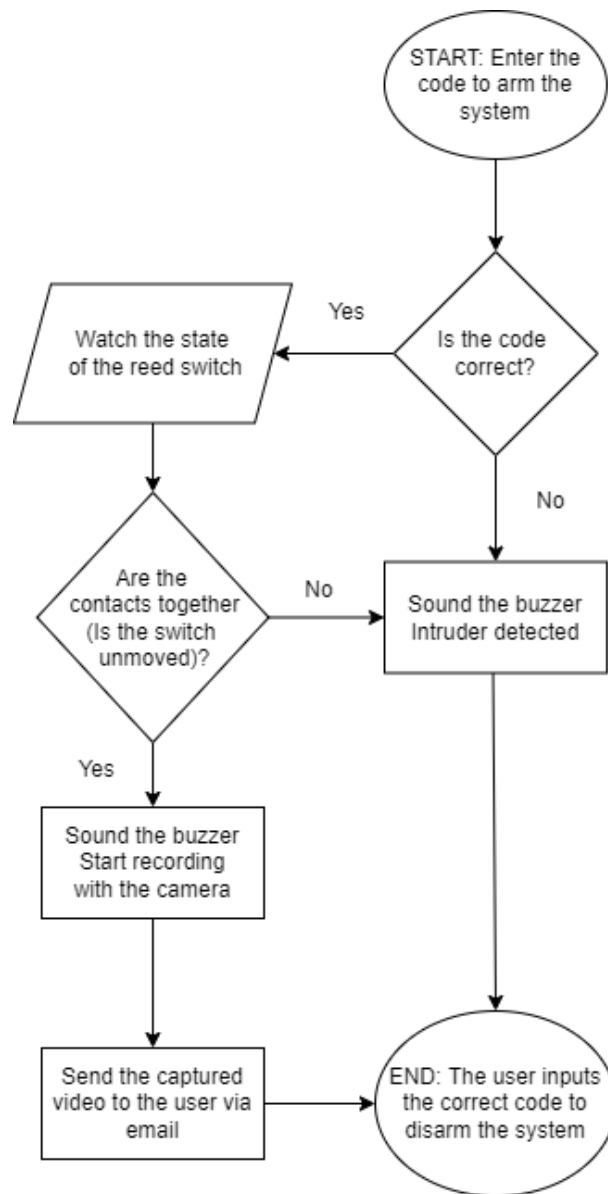 START: Enter the
code to arm the
system
Yes
Is the code
correct?
Watch the state
of the reed switch
No
Are the
contacts together
(Is the switch
unmoved)?
No
Sound the buzzer
Intruder detected
Yes
Sound the buzzer
Start recording
with the camera
Send the captured
video to the user via
email
END: The user inputs
the correct code to
disarm the system